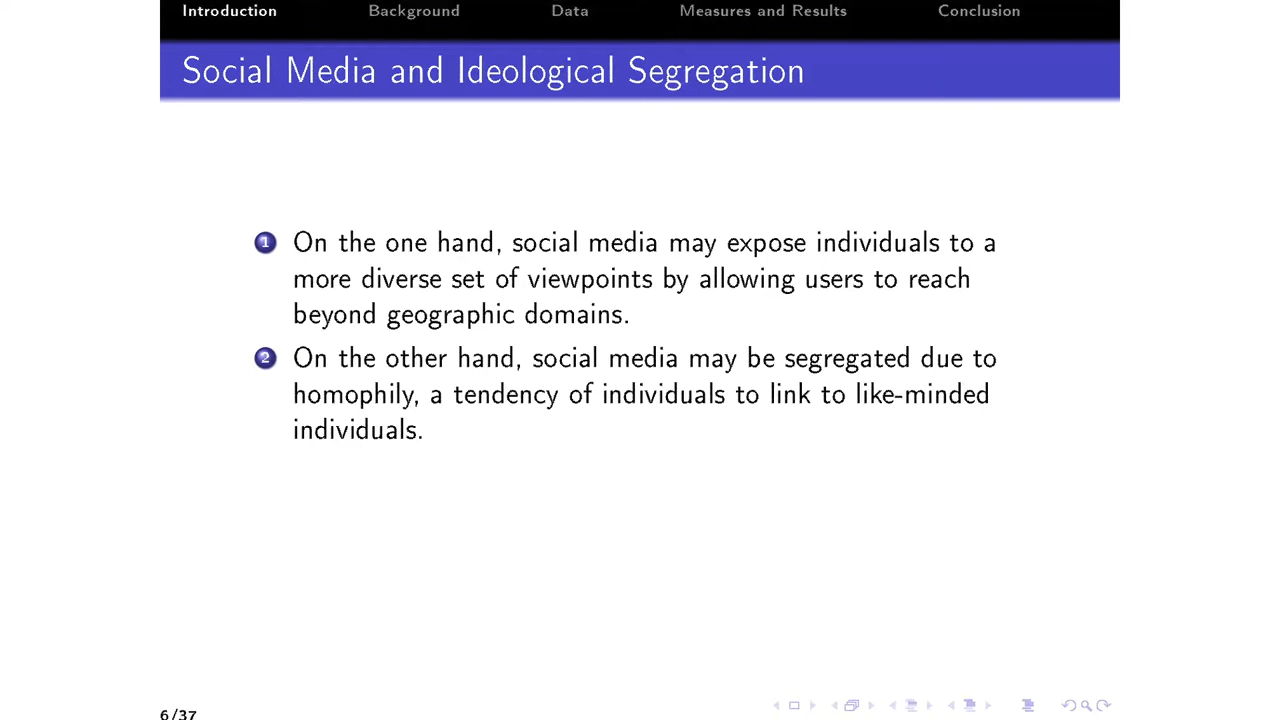 Introduction Background Data Measures and Results Conclusion
Social Media and Ideological Segregation
1 On the one hand, social media may expose individuals to a
more diverse set of viewpoints by allowing users to reach
beyond geographic domains.
2 On the other hand, social media may be segregated due to
homophily, a tendency of individuals to link to like-minded
individuals.
6/37